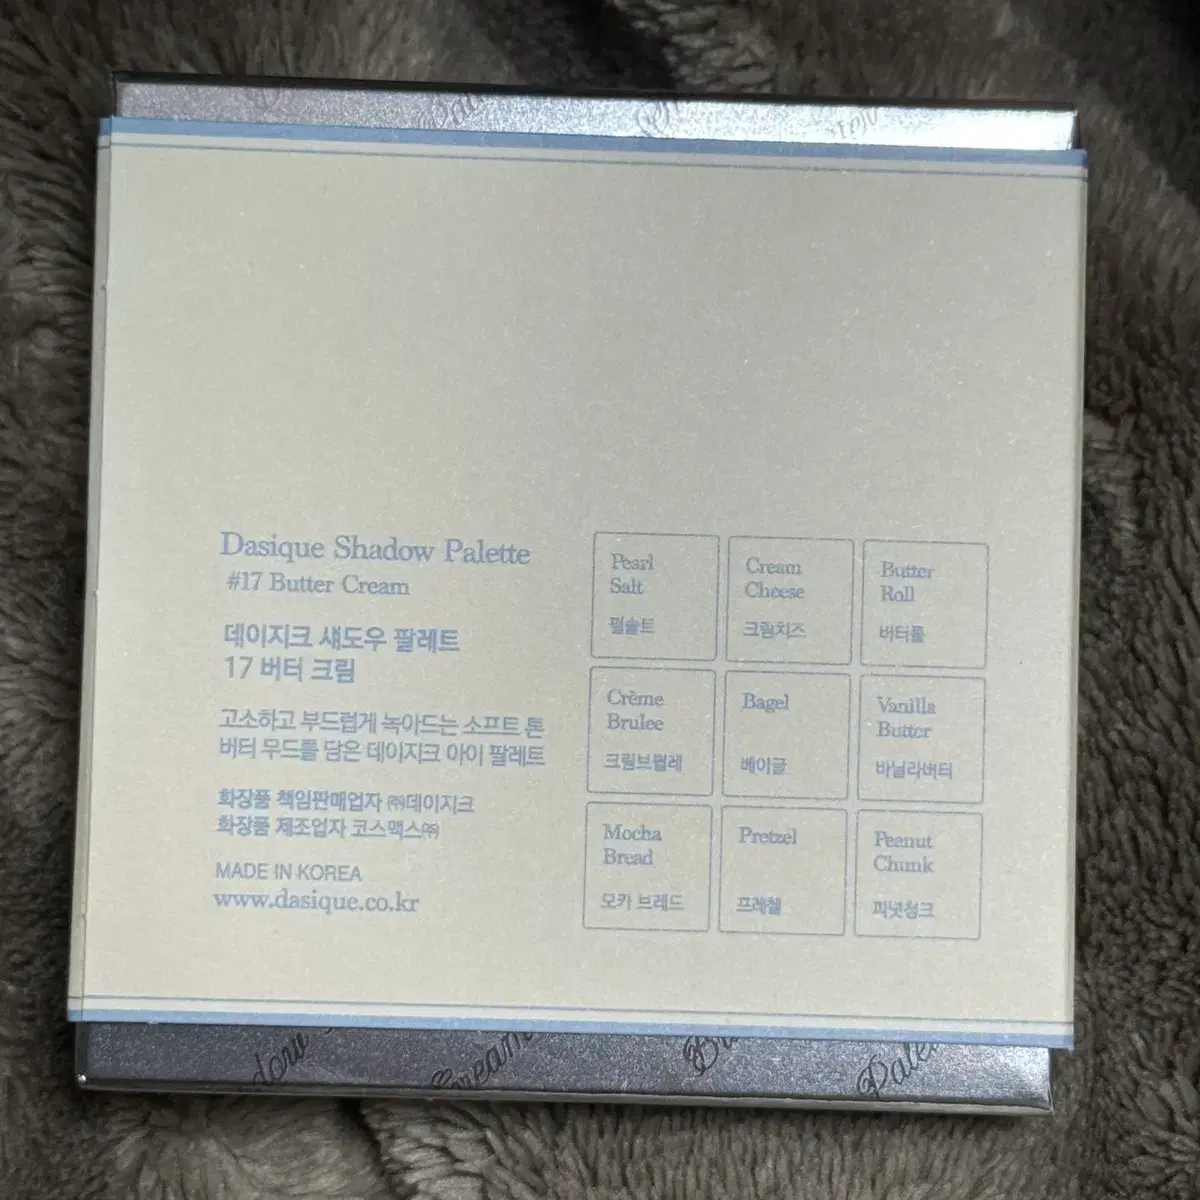 Dasique Shadow Palette
#17 Butter Cream
데이지크 섀도우 팔레트
17 버터 크림
고소하고 부드럽게 녹아드는 소프트 톤
버터 무드를 담은 데이지크 아이 팔레트
화장품 책임판매업자 ㈜데이지크
화장품 제조업자 코스맥스㈜
MADE IN KOREA
www.dasique.co.kr
Pearl
Salt
펄솔트
Cream
Cheese
크림치즈
Butter
Roll
버터롤
Crème
Brulee
크림브륄레
Bagel
베이글
Vanilla
Butter
바닐라버터
Mocha
Bread
모카 브레드
Pretzel
프레첼
Peanut
Chunk
피넛청크
Cream